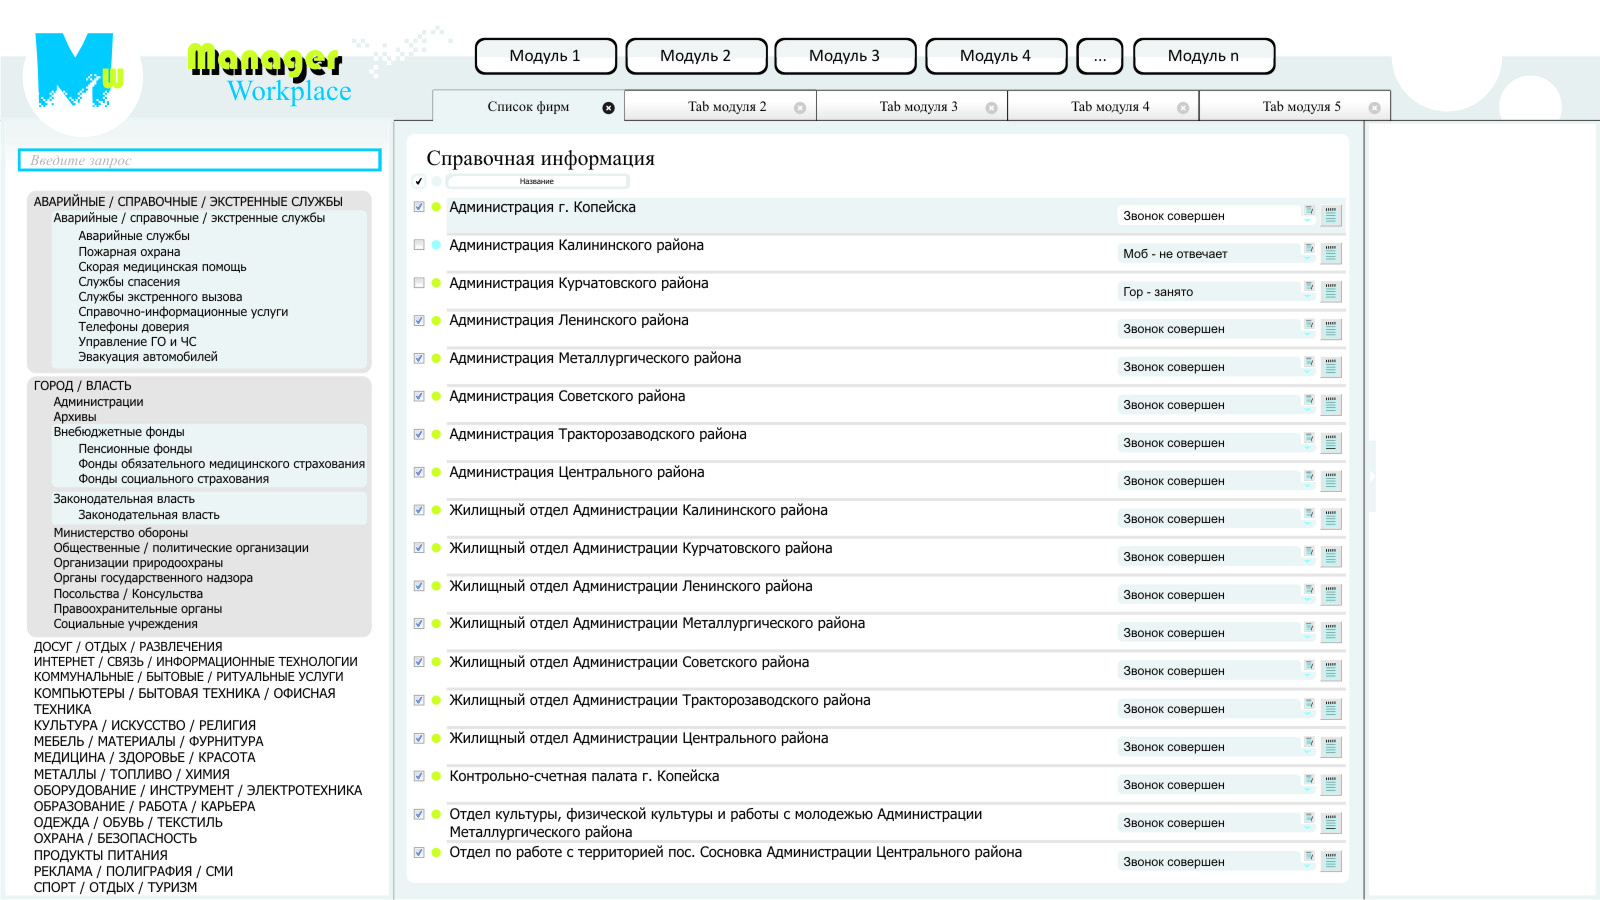 Mw
Manager
Workplace
Модуль 1
Модуль 2
Модуль 3
Модуль 4
...
Модуль n
Список фирм
Tab модуля 2
Tab модуля 3
Tab модуля 4
Tab модуля 5
Введите запрос
АВАРИЙНЫЕ / СПРАВОЧНЫЕ / ЭКСТРЕННЫЕ СЛУЖБЫ
Аварийные / справочные / экстренные службы
Аварийные службы
Пожарная охрана
Скорая медицинская помощь
Службы спасения
Службы экстренного вызова
Справочно-информационные услуги
Телефоны доверия
Управление ГО и ЧС
Эвакуация автомобилей
ГОРОД / ВЛАСТЬ
Администрации
Архивы
Внебюджетные фонды
Пенсионные фонды
Фонды обязательного медицинского страхования
Фонды социального страхования
Законодательная власть
Законодательная власть
Министерство обороны
Общественные / политические организации
Организации природоохраны
Органы государственного надзора
Посольства / Консульства
Правоохранительные органы
Социальные учреждения
ДОСУГ / ОТДЫХ / РАЗВЛЕЧЕНИЯ
ИНТЕРНЕТ / СВЯЗЬ / ИНФОРМАЦИОННЫЕ ТЕХНОЛОГИИ
КОММУНАЛЬНЫЕ / БЫТОВЫЕ / РИТУАЛЬНЫЕ УСЛУГИ
КОМПЬЮТЕРЫ / БЫТОВАЯ ТЕХНИКА / ОФИСНАЯ
ТЕХНИКА
КУЛЬТУРА / ИСКУССТВО / РЕЛИГИЯ
МЕБЕЛЬ / МАТЕРИАЛЫ / ФУРНИТУРА
МЕДИЦИНА / ЗДОРОВЬЕ / КРАСОТА
МЕТАЛЛЫ / ТОПЛИВО / ХИМИЯ
ОБОРУДОВАНИЕ / ИНСТРУМЕНТ / ЭЛЕКТРОТЕХНИКА
ОБРАЗОВАНИЕ / РАБОТА / КАРЬЕРА
ОДЕЖДА / ОБУВЬ / ТЕКСТИЛЬ
ОХРАНА / БЕЗОПАСНОСТЬ
ПРОДУКТЫ ПИТАНИЯ
РЕКЛАМА / ПОЛИГРАФИЯ / СМИ
СПОРТ / ОТДЫХ / ТУРИЗМ
Справочная информация
Название
Администрация г. Копейска
Звонок совершен
Администрация Калининского района
Моб - не отвечает
Администрация Курчатовского района
Гор - занято
Администрация Ленинского района
Звонок совершен
Администрация Металлургического района
Звонок совершен
Администрация Советского района
Звонок совершен
Администрация Тракторозаводского района
Звонок совершен
Администрация Центрального района
Звонок совершен
Жилищный отдел Администрации Калининского района
Звонок совершен
Жилищный отдел Администрации Курчатовского района
Звонок совершен
Жилищный отдел Администрации Ленинского района
Звонок совершен
Жилищный отдел Администрации Металлургического района
Звонок совершен
Жилищный отдел Администрации Советского района
Звонок совершен
Жилищный отдел Администрации Тракторозаводского района
Звонок совершен
Жилищный отдел Администрации Центрального района
Звонок совершен
Контрольно-счетная палата г. Копейска
Звонок совершен
Отдел культуры, физической культуры и работы с молодежью Администрации
Металлургического района
Звонок совершен
Отдел по работе с территорией пос. Сосновка Администрации Центрального района
Звонок совершен